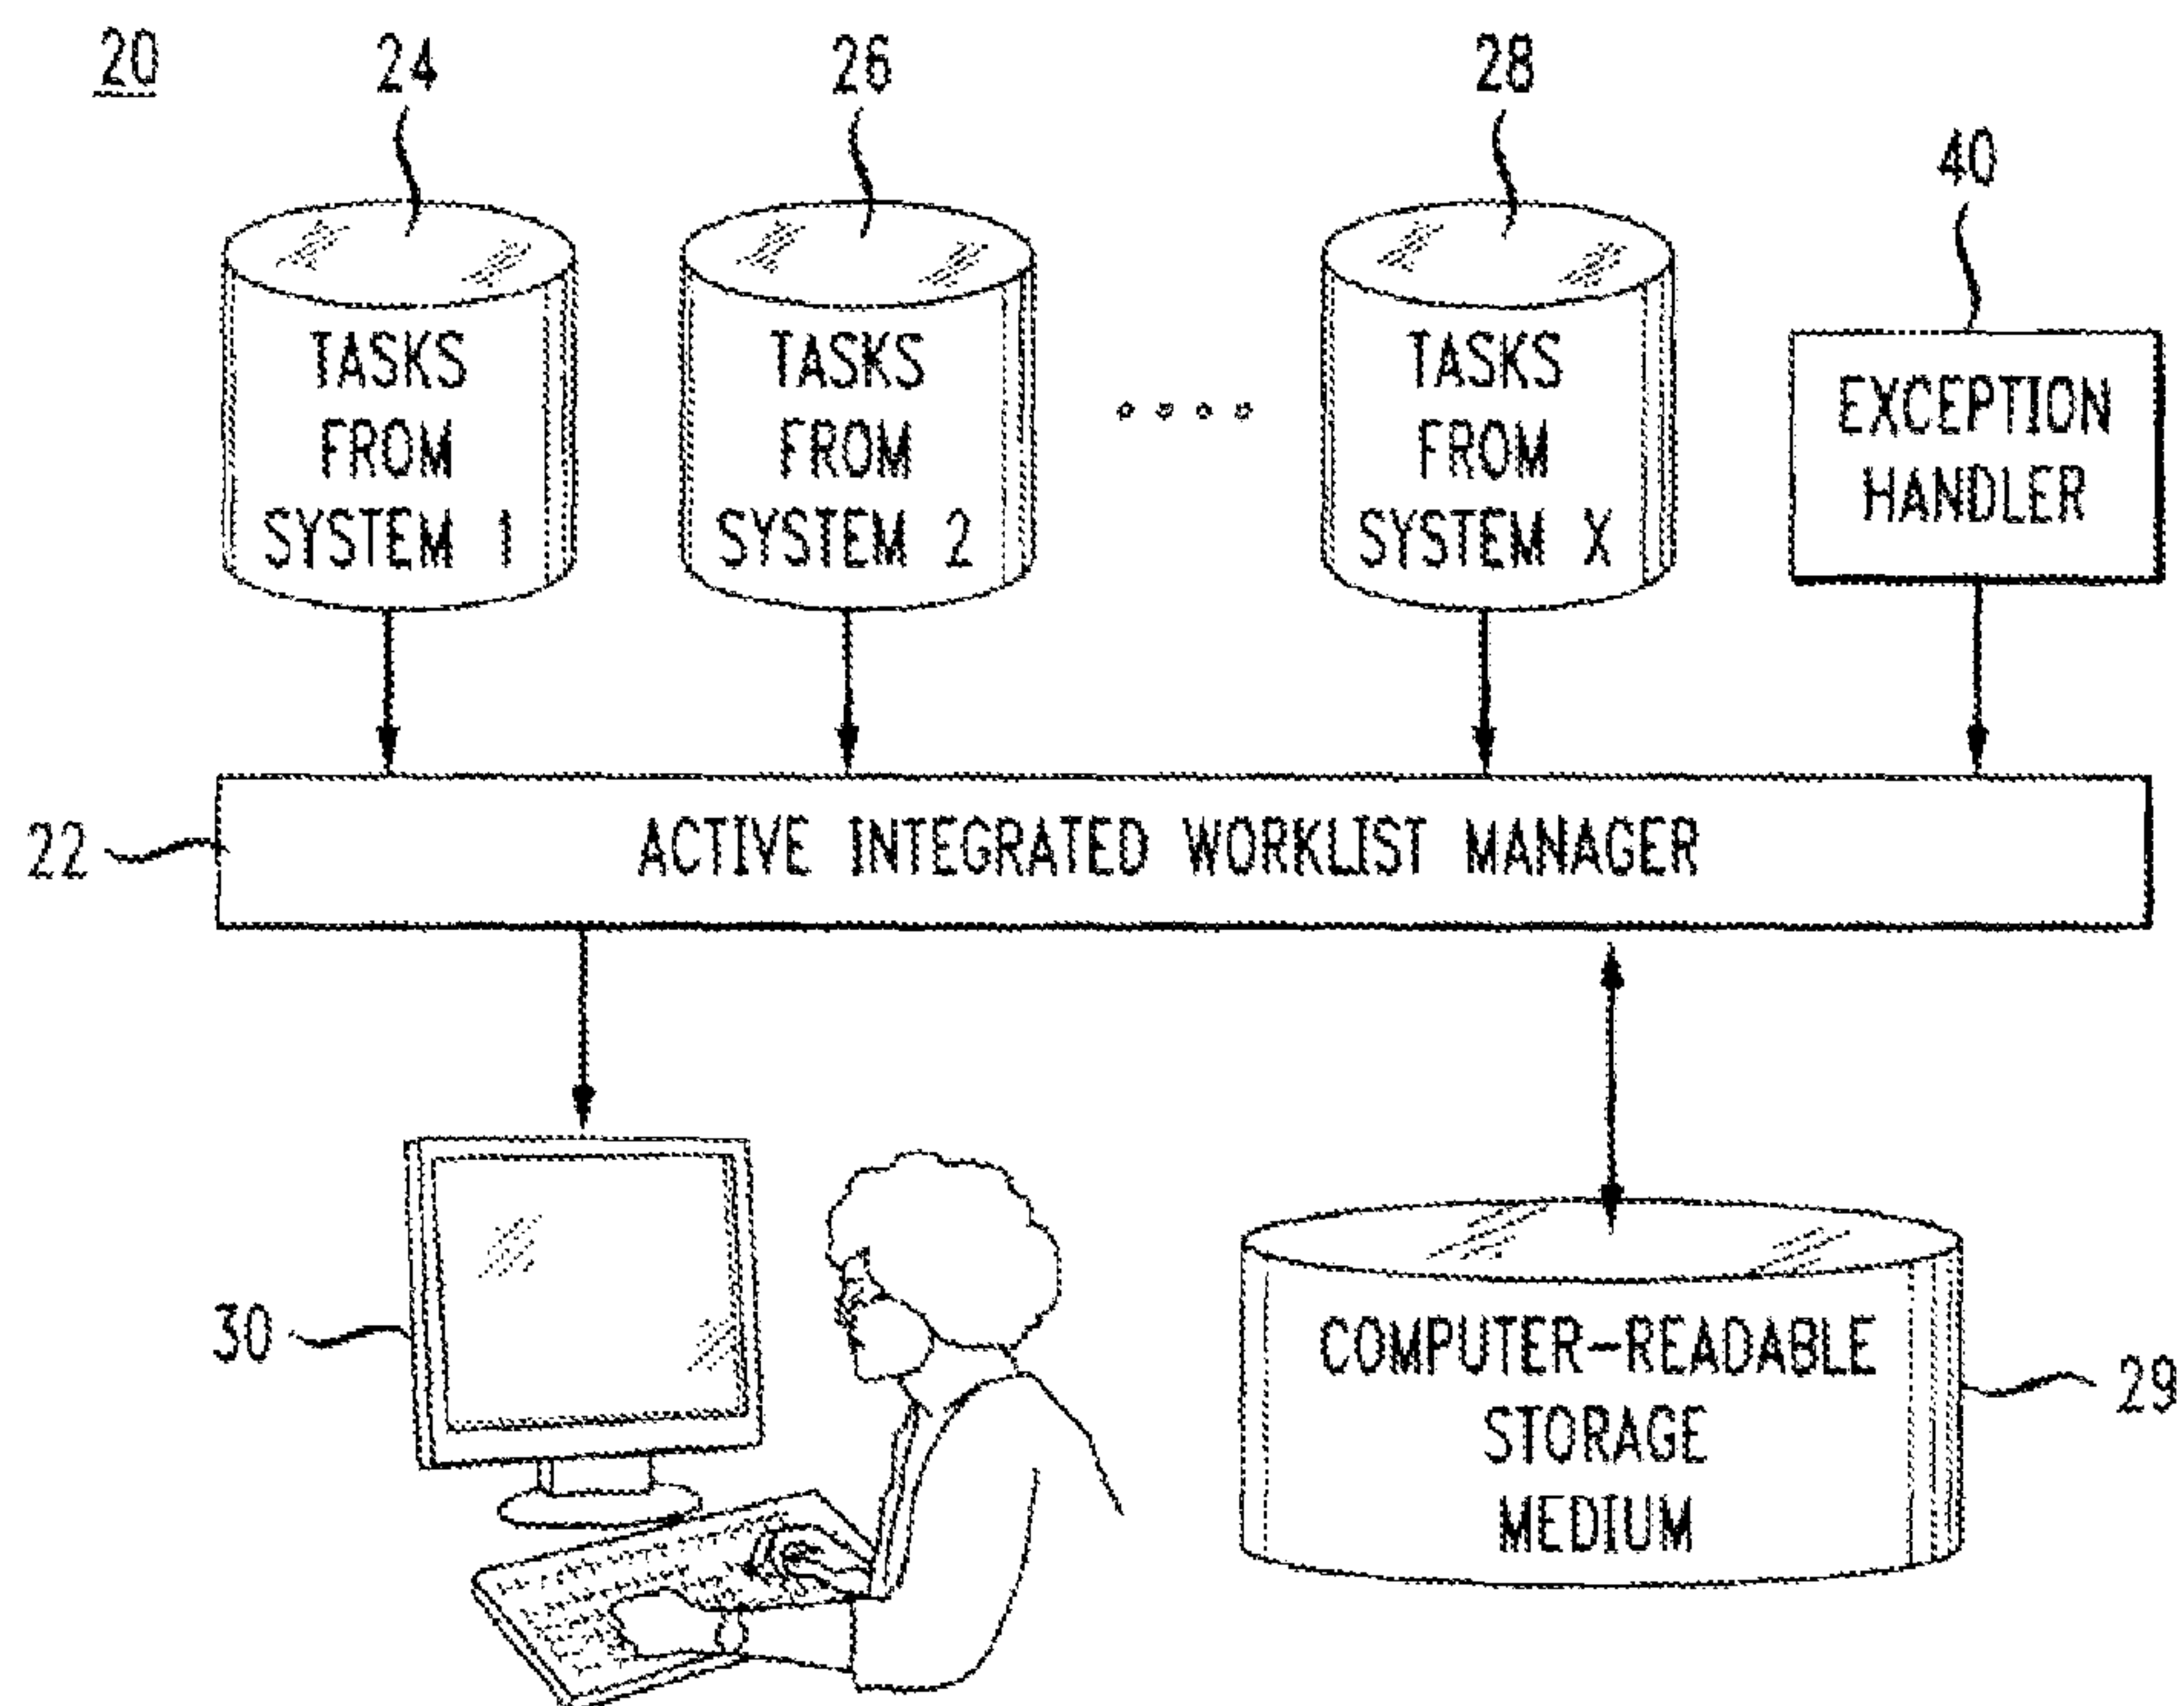 20
24
26
28
40
TASKS
FROM
SYSTEM 1
TASKS
FROM
SYSTEM 2
TASKS
FROM
SYSTEM X
EXCEPTION
HANDLER
22
ACTIVE INTEGRATED WORKLIST MANAGER
30
COMPUTER-READABLE
STORAGE
MEDIUM
29